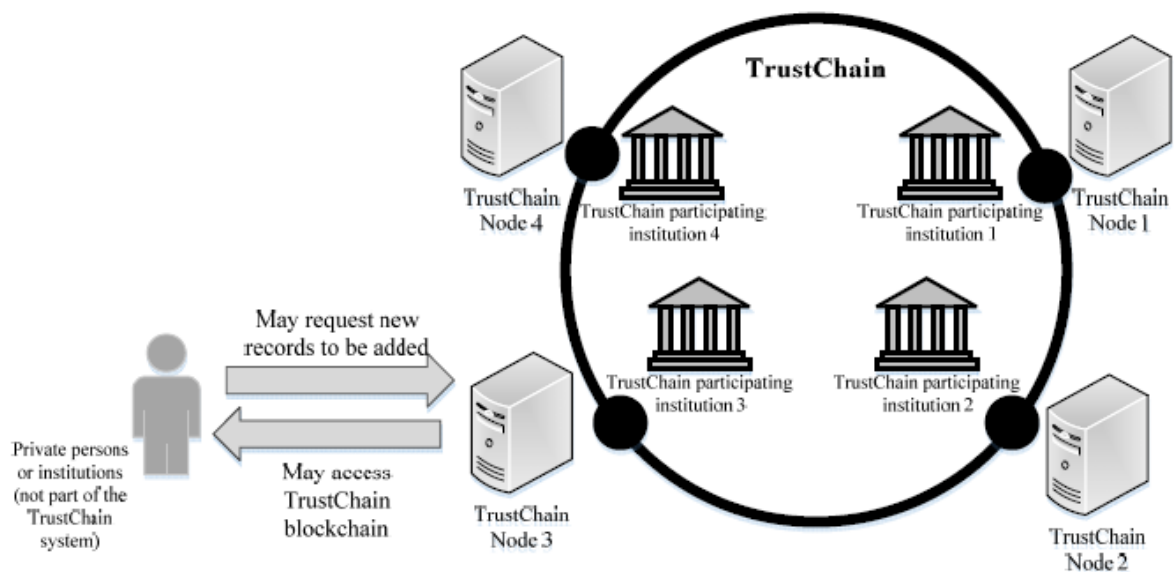 TrustChain
TrustChain
Node 4
TrustChain participating
institution 4
TrustChain participating
institution 1
TrustChain
Node 1
May request new
records to be added
TrustChain participating
institution 3
TrustChain participating
institution 2
Private persons
or institutions
(not part of the
TrustChain
system)
May access
TrustChain
blockchain
TrustChain
Node 3
TrustChain
Node 2